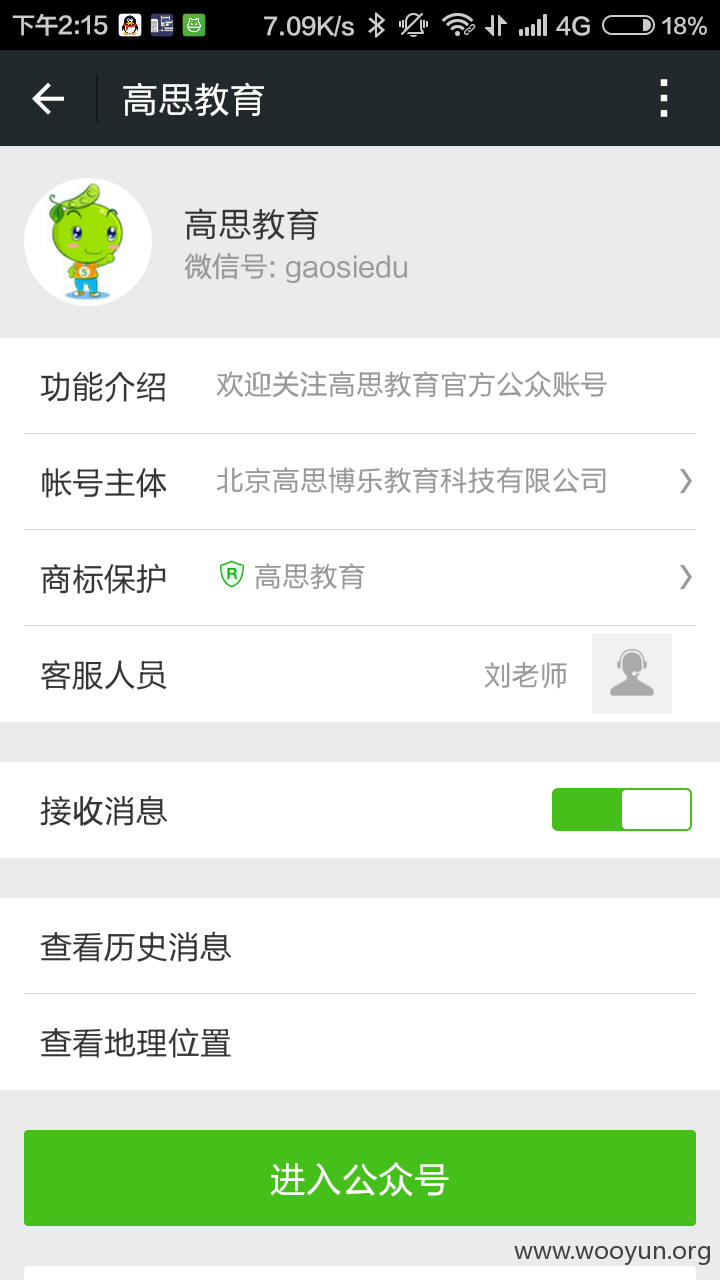 下午2:15 7.09K/s 4G 18%
高思教育
高思教育
微信号: gaosiedu
功能介绍 欢迎关注高思教育官方公众账号
帐号主体 北京高思博乐教育科技有限公司
商标保护 R 高思教育
客服人员 刘老师
接收消息
查看历史消息
查看地理位置
进入公众号
www.wooyun.org